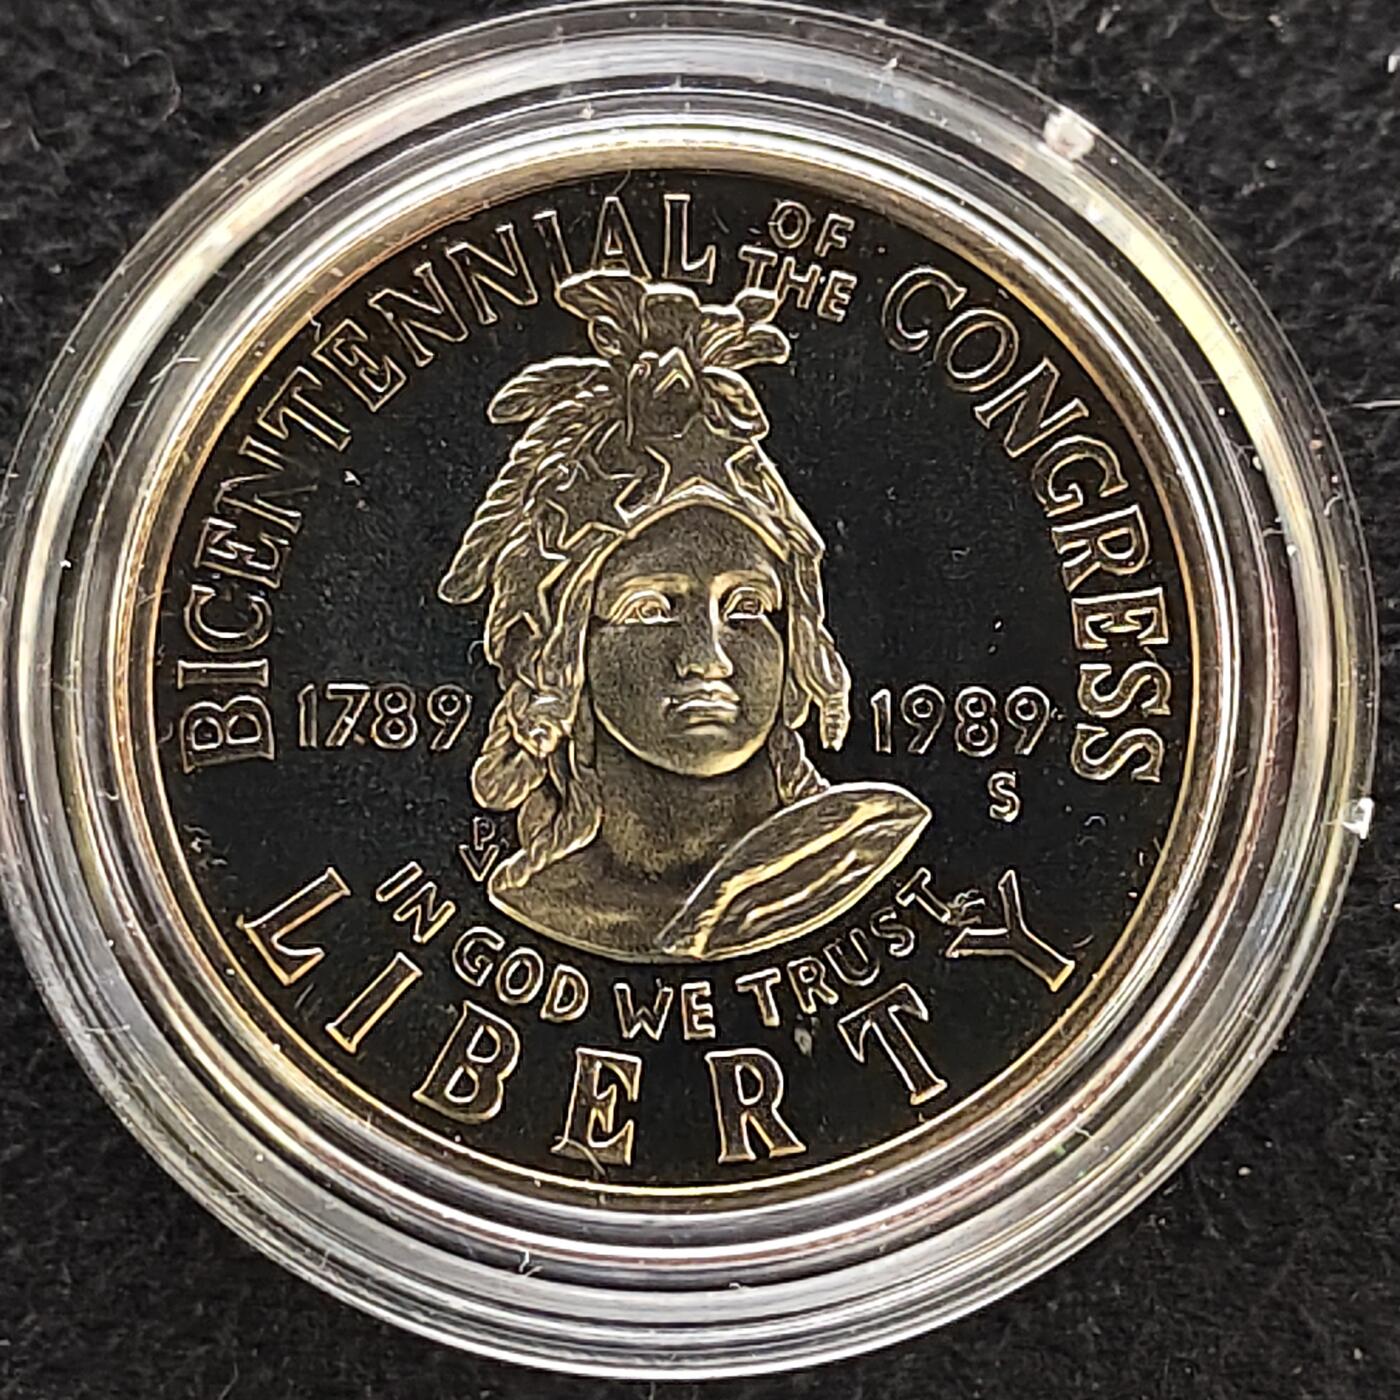 BICENTENNIAL OF THE CONGRESS
1789 1989
S
PV
IN GOD WE TRUST
LIBERTY